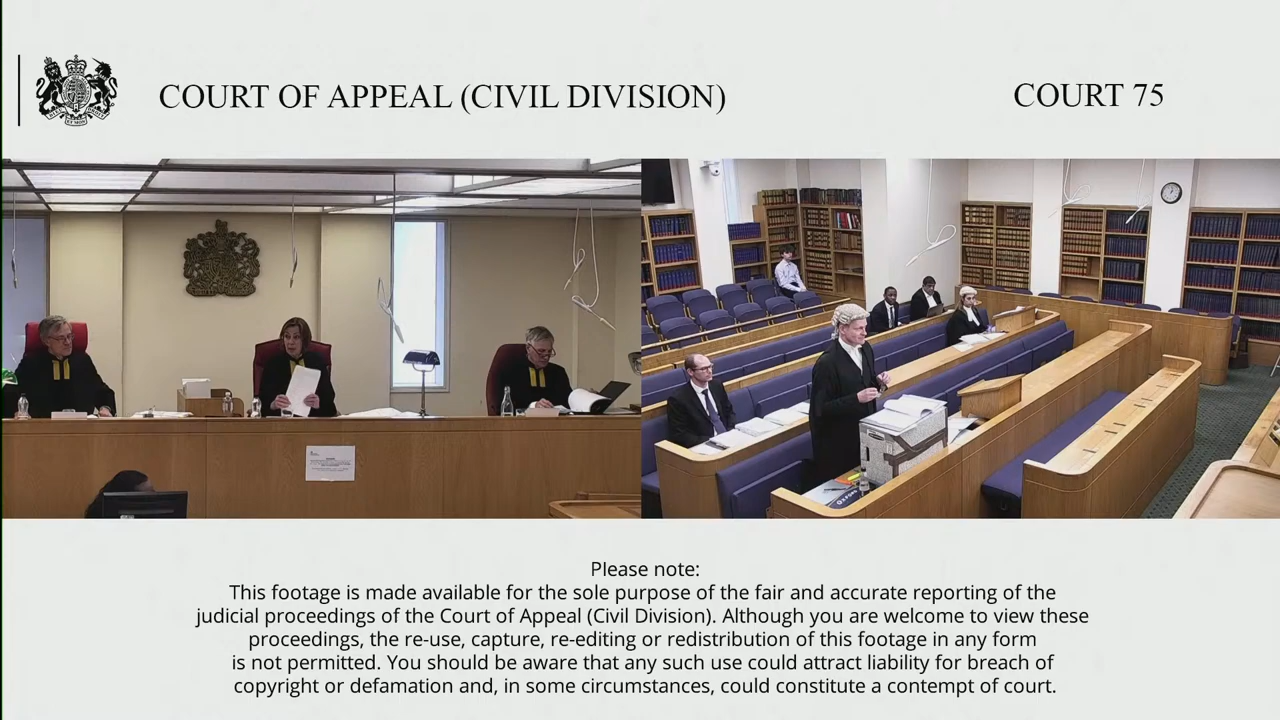 COURT OF APPEAL (CIVIL DIVISION)
COURT 75
Please note:
This footage is made available for the sole purpose of the fair and accurate reporting of the
judicial proceedings of the Court of Appeal (Civil Division). Although you are welcome to view these
proceedings, the re-use, capture, re-editing or redistribution of this footage in any form
is not permitted. You should be aware that any such use could attract liability for breach of
copyright or defamation and, in some circumstances, could constitute a contempt of court.